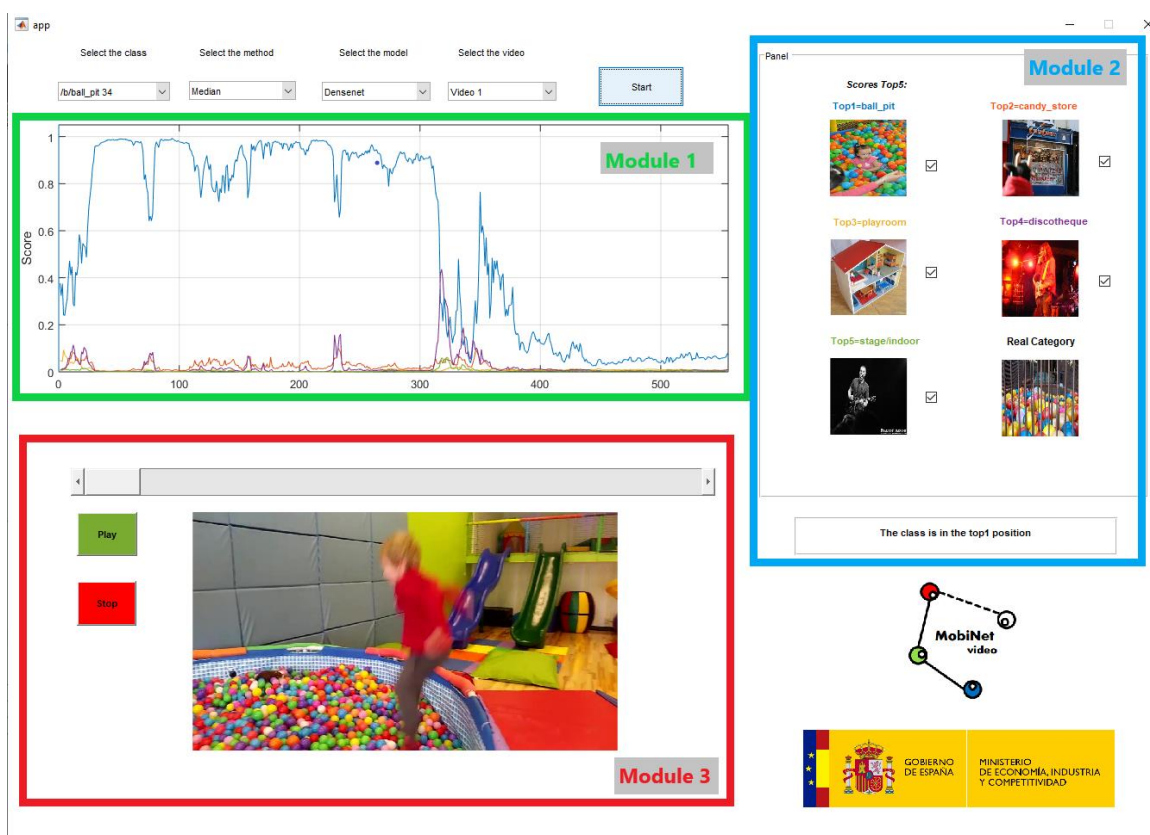 app
Select the class
Select the method
Select the model
Select the video
/b/ball_pit 34
Median
Densenet
Video 1
Start
Module 1
Score
1
0.8
0.6
0.4
0.2
0
0 100 200 300 400 500
Panel
Module 2
Scores Top5:
Top1=ball_pit
Top2=candy_store
Top3=playroom
Top4=discotheque
Top5=stage/indoor
Real Category
The class is in the top1 position
Play
Stop
Module 3
MobiNet
video
GOBIERNO
DE ESPAÑA
MINISTERIO
DE ECONOMÍA, INDUSTRIA
Y COMPETITIVIDAD